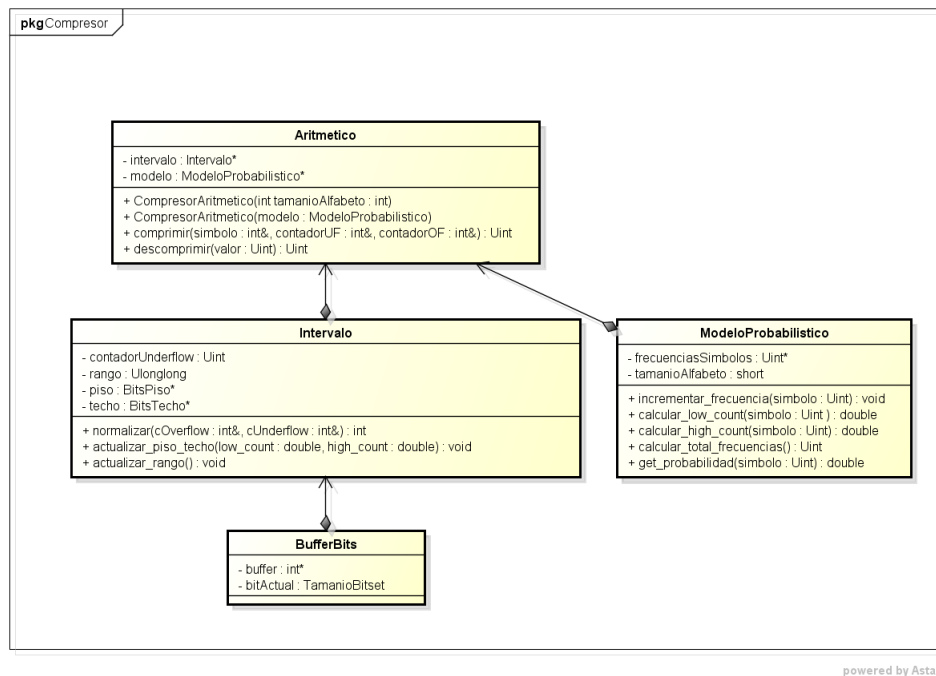 pkg Compresor
Aritmetico
- intervalo : Intervalo*
- modelo : ModeloProbabilistico*
+ CompresorAritmetico(int tamanioAlfabeto : int)
+ CompresorAritmetico(modelo : ModeloProbabilistico)
+ comprimir(simbolo : int&, contadorUF : int&, contadorOF : int&) : Uint
+ descomprimir(valor : Uint) : Uint
Intervalo
- contadorUnderflow : Uint
- rango : Ulonglong
- piso : BitsPiso*
- techo : BitsTecho*
+ normalizar(cOverflow : int&, cUnderflow : int&) : int
+ actualizar_piso_techo(low_count : double, high_count : double) : void
+ actualizar_rango() : void
ModeloProbabilistico
- frecuenciasSimbolos : Uint*
- tamanioAlfabeto : short
+ incrementar_frecuencia(simbolo : Uint) : void
+ calcular_low_count(simbolo : Uint ) : double
+ calcular_high_count(simbolo : Uint) : double
+ calcular_total_frecuencias() : Uint
+ get_probabilidad(simbolo : Uint) : double
BufferBits
- buffer : int*
- bitActual : TamanioBitset
powered by Asta